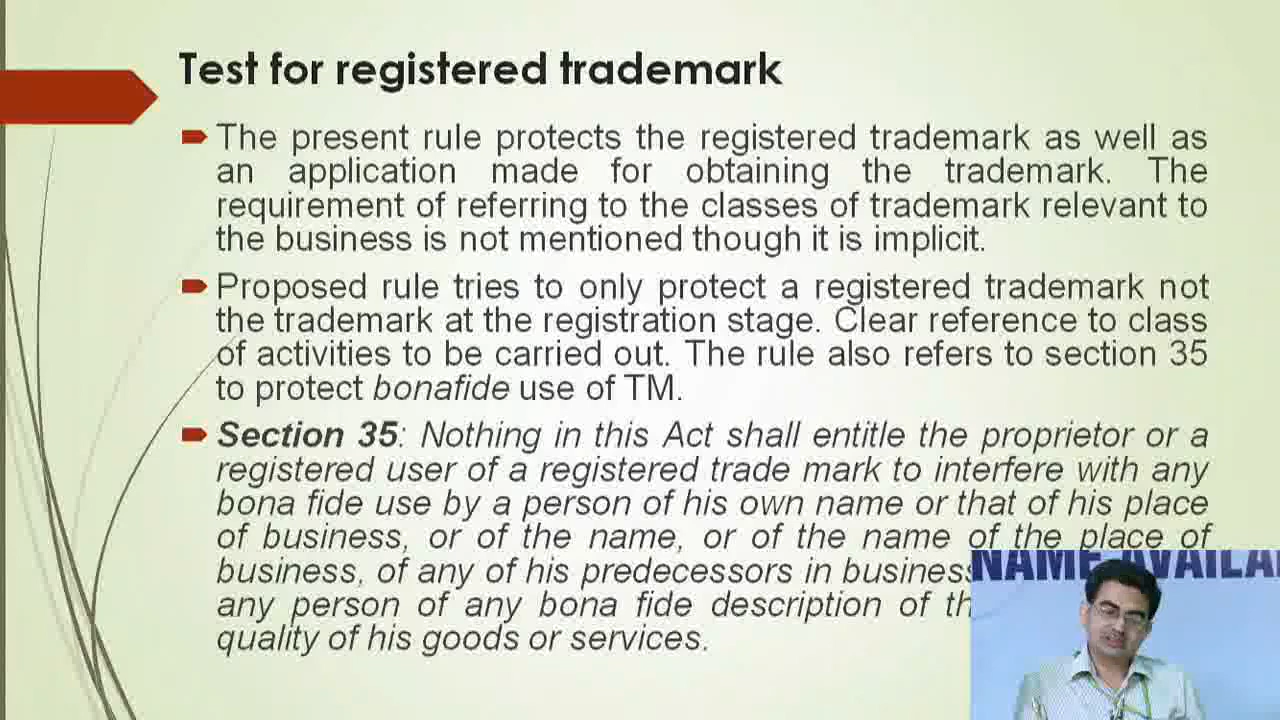 Test for registered trademark
The present rule protects the registered trademark as well as
an application made for obtaining the trademark. The
requirement of referring to the classes of trademark relevant to
the business is not mentioned though it is implicit.
Proposed rule tries to only protect a registered trademark not
the trademark at the registration stage. Clear reference to class
of activities to be carried out. The rule also refers to section 35
to protect bonafide use of TM.
Section 35: Nothing in this Act shall entitle the proprietor or a
registered user of a registered trade mark to interfere with any
bona fide use by a person of his own name or that of his place
of business, or of the name, or of the name of the place of
business, of any of his predecessors in business
any person of any bona fide description of th
quality of his goods or services.
NAME AVAILA